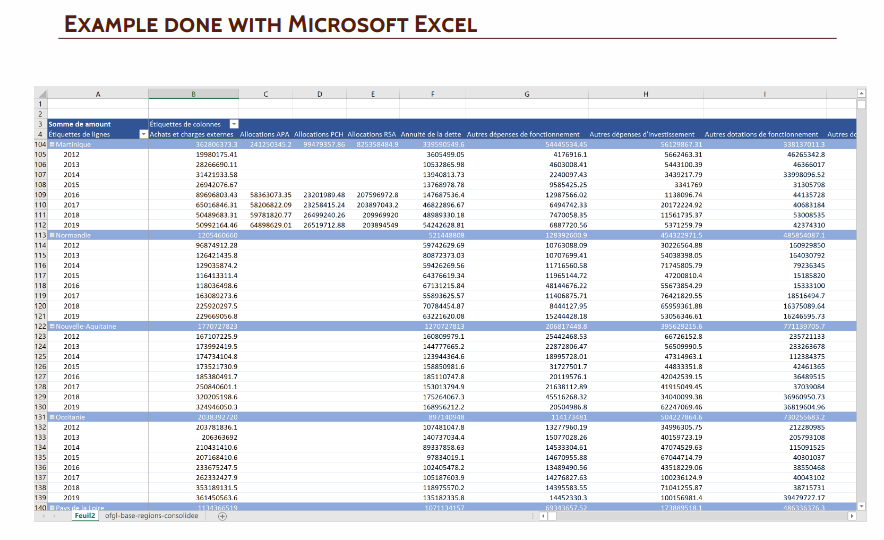 Example done with Microsoft Excel
A B C D E F G H I
1
2
3 Somme de amount Étiquettes de colonnes
4 Étiquettes de lignes Achats et charges externes Allocations APA Allocations PCH Allocations RSA Annuité de la dette Autres dépenses de fonctionnement Autres dépenses d'investissement Autres dotations de fonctionnement Autres de
104 Martinique 362806373.3 241250345.2 99479357.86 825358484.9 339590549.6 54445534.45 56129867.31 338137011.3
105 2012 19980175.41 3605499.05 4176916.1 5662463.31 46265342.8
106 2013 28266690.11 10532865.98 4603008.41 5443100.39 46366017
107 2014 31421933.58 13940813.73 2240097.43 3439217.79 33998096.52
108 2015 26942076.67 13768978.78 9585425.25 3341769 31305798
109 2016 89696803.43 58363073.35 23201989.48 207596972.8 147687536.4 12987566.02 1138096.74 44135728
110 2017 65016846.31 58206822.09 23258415.24 203897043.2 46822896.67 6494742.33 20172224.92 40683184
111 2018 50489683.31 59781820.77 26499240.26 209969920 48989330.18 7470058.35 11561735.37 53008535
112 2019 50992164.46 64898629.01 26519712.88 203894549 54242628.81 6887720.56 5371259.79 42374310
113 Normandie 1205460660 521448808 128392600.9 454322971.5 485854087.1
114 2012 96874912.28 59742629.69 10763088.09 30226564.88 160929850
115 2013 126421435.8 80872373.03 10707699.41 54038398.05 164030792
116 2014 129035874.2 59426269.56 11716560.58 71745805.79 79236345
117 2015 116413311.4 64376619.34 11965144.72 47200810.4 15185820
118 2016 118036498.6 67131215.84 48144676.22 55673854.29 15333100
119 2017 163089273.6 55893625.57 11406875.71 76421829.55 18516494.7
120 2018 225920297.5 70784454.87 8444127.95 65959361.88 16375089.64
121 2019 229669056.8 63221620.08 15244428.18 53056346.61 16246595.73
122 Nouvelle-Aquitaine 1770727823 1270727813 206817448.8 395629215.6 771139705.7
123 2012 167107225.9 160809979.1 25442468.53 66726152.8 235721133
124 2013 173992419.5 144777665.2 22872806.47 56509990.5 233263678
125 2014 174734104.8 123944364.6 18995728.01 47314963.1 112384375
126 2015 173521730.9 158850981.6 31727501.7 44833351.8 42461365
127 2016 185380491.7 185110747.8 20119576.1 42042539.15 36489515
128 2017 250840601.1 153013794.9 21638112.89 41915049.45 37039084
129 2018 320205198.6 175264067.3 45516268.32 34040099.38 36960950.73
130 2019 324946050.3 168956212.2 20504986.8 62247069.46 36819604.96
131 Occitanie 2038392720 897140948 114173481 504227864.6 730255683.2
132 2012 203781836.1 107481047.8 13277960.19 34996305.75 212280985
133 2013 206363692 140737034.4 15077028.26 40159723.19 205793108
134 2014 210431410.6 89337858.63 14533304.61 47074529.63 115091525
135 2015 207168410.6 97834019.1 14670955.88 67044714.79 40301037
136 2016 233675247.5 102405478.2 13489490.56 43518229.06 38550468
137 2017 262332427.9 105187603.9 14276827.63 100236124.9 40043102
138 2018 353189131.5 118975570.2 14395583.55 71041255.87 38715731
139 2019 361450563.6 135182335.8 14452330.3 100156981.4 39479727.17
140 Pays de la Loire 1134366519 1071134157 69343657.52 173889518.1 486336376.3
Feuil2 ofgl-base-regions-consolidee